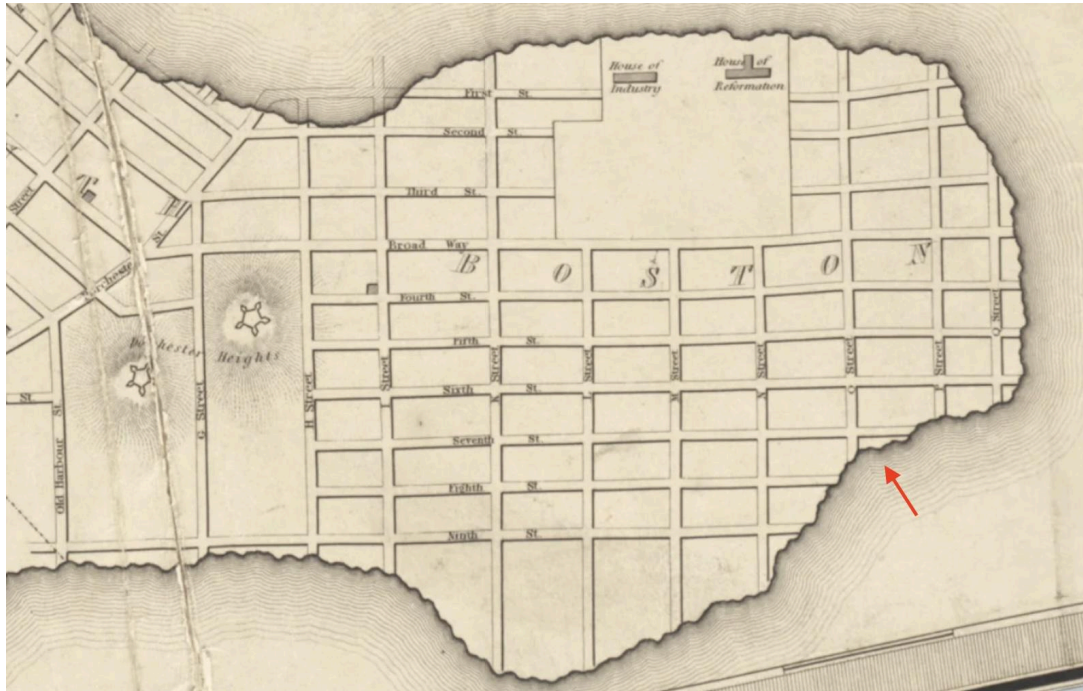 House of
Industry
House of
Reformation
First St.
Second St.
Third St.
Broad Way
B O S T O N
Fourth St.
Fifth St.
Sixth St.
Seventh St.
Eighth St.
Ninth St.
Dorchester Heights
Street
St.
St.
Old Harbour St.
G Street
H Street
I Street
K Street
L Street
M Street
N Street
O Street
P Street
Q Street
T
H